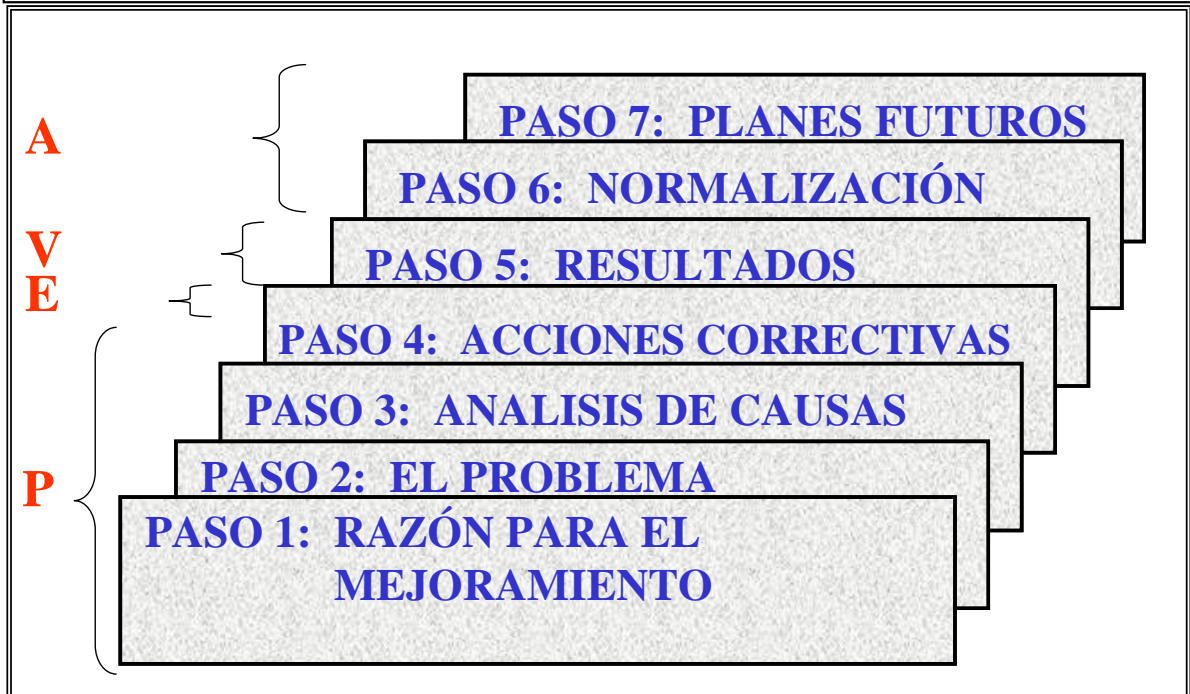 A
PASO 7: PLANES FUTUROS
PASO 6: NORMALIZACIÓN
V
PASO 5: RESULTADOS
E
PASO 4: ACCIONES CORRECTIVAS
PASO 3: ANALISIS DE CAUSAS
P
PASO 2: EL PROBLEMA
PASO 1: RAZÓN PARA EL
MEJORAMIENTO